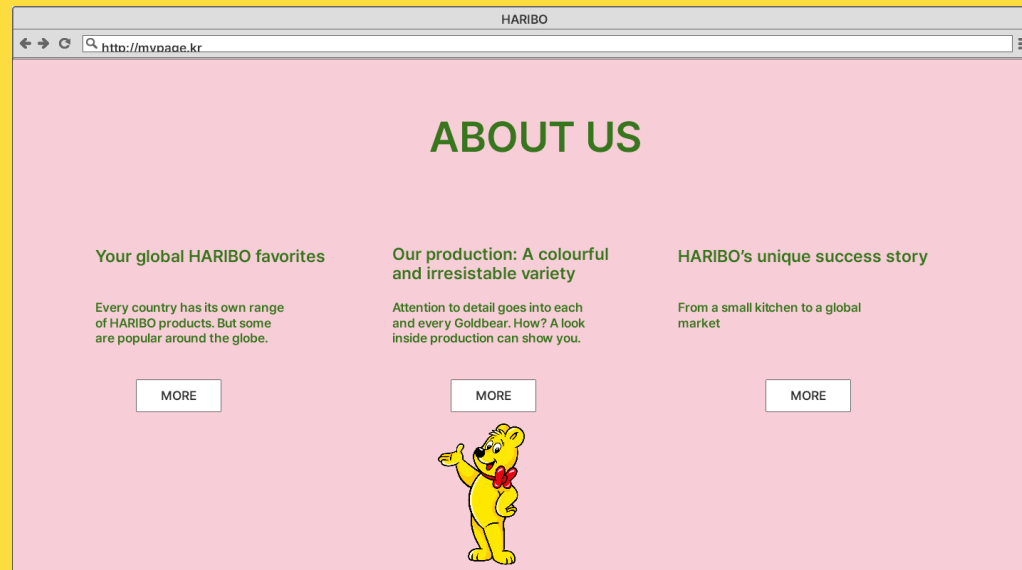 HARIBO
http://mypage.kr
ABOUT US
Your global HARIBO favorites
Every country has its own range
of HARIBO products. But some
are popular around the globe.
MORE
Our production: A colourful
and irresistable variety
Attention to detail goes into each
and every Goldbear. How? A look
inside production can show you.
MORE
HARIBO’s unique success story
From a small kitchen to a global
market
MORE